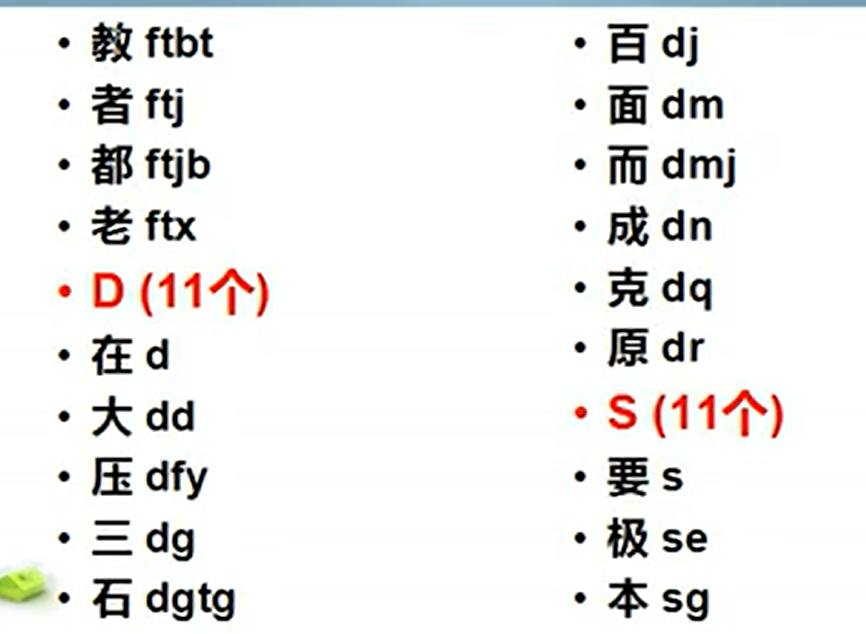 • 教 ftbt
• 者 ftj
• 都 ftjb
• 老 ftx
• D (11个)
• 在 d
• 大 dd
• 压 dfy
• 三 dg
• 石 dgtg
• 百 dj
• 面 dm
• 而 dmj
• 成 dn
• 克 dq
• 原 dr
• S (11个)
• 要 s
• 极 se
• 本 sg